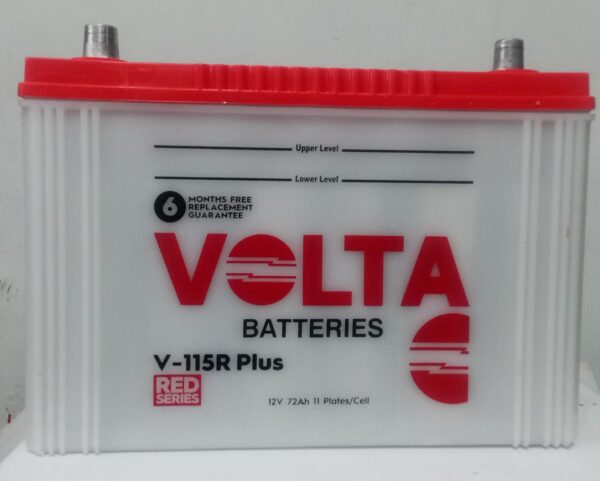 Upper Level
Lower Level
6 MONTHS FREE
REPLACEMENT
GUARANTEE
VOLTA
BATTERIES
V-115R Plus
RED
SERIES
12V 72Ah 11 Plates/Cell